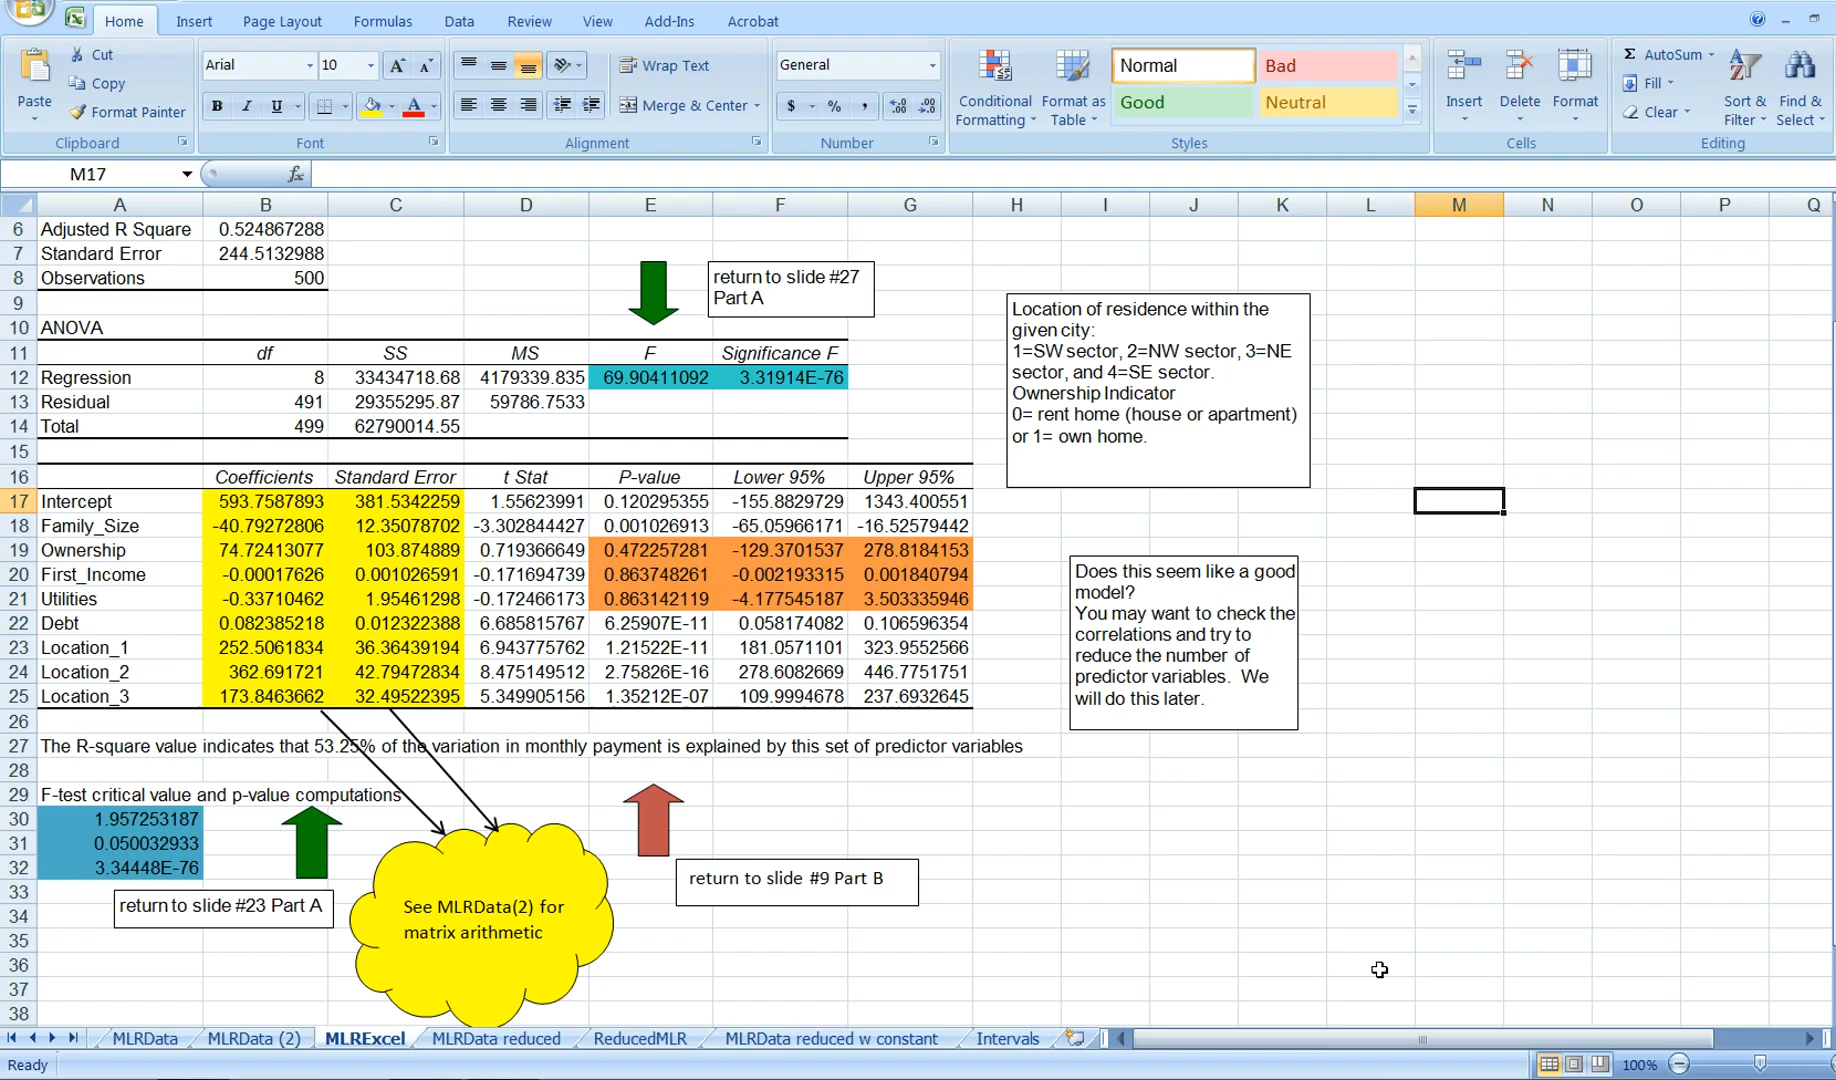 Home Insert Page Layout Formulas Data Review View Add-Ins Acrobat
Paste
Cut
Copy
Format Painter
Clipboard
Arial 10
B I U
Font
Wrap Text
Merge & Center
Alignment
General
$ % ,
Number
Conditional Formatting
Format as Table
Normal Bad
Good Neutral
Styles
Insert Delete Format
Cells
Σ AutoSum
Fill
Clear
Sort & Filter
Find & Select
Editing
M17 fx
A B C D E F G H I J K L M N O P Q
6 Adjusted R Square 0.524867288
7 Standard Error 244.5132988
8 Observations 500
9
10 ANOVA
11 df SS MS F Significance F
12 Regression 8 33434718.68 4179339.835 69.90411092 3.31914E-76
13 Residual 491 29355295.87 59786.7533
14 Total 499 62790014.55
15
16 Coefficients Standard Error t Stat P-value Lower 95% Upper 95%
17 Intercept 593.7587893 381.5342259 1.55623991 0.120295355 -155.8829729 1343.400551
18 Family_Size -40.79272806 12.35078702 -3.302844427 0.001026913 -65.05966171 -16.52579442
19 Ownership 74.72413077 103.874889 0.719366649 0.472257281 -129.3701537 278.8184153
20 First_Income -0.00017626 0.001026591 -0.171694739 0.863748261 -0.002193315 0.001840794
21 Utilities -0.33710462 1.95461298 -0.172466173 0.863142119 -4.177545187 3.503335946
22 Debt 0.082385218 0.012322388 6.685815767 6.25907E-11 0.058174082 0.106596354
23 Location_1 252.5061834 36.36439194 6.943775762 1.21522E-11 181.0571101 323.9552566
24 Location_2 362.691721 42.79472834 8.475149512 2.75826E-16 278.6082669 446.7751751
25 Location_3 173.8463662 32.49522395 5.349905156 1.35212E-07 109.9994678 237.6932645
26
27 The R-square value indicates that 53.25% of the variation in monthly payment is explained by this set of predictor variables
28
29 F-test critical value and p-value computations
30 1.957253187
31 0.050032933
32 3.34448E-76
33
34
35
36
37
38
return to slide #27
Part A
Location of residence within the
given city:
1=SW sector, 2=NW sector, 3=NE
sector, and 4=SE sector.
Ownership Indicator
0= rent home (house or apartment)
or 1= own home.
Does this seem like a good
model?
You may want to check the
correlations and try to
reduce the number of
predictor variables. We
will do this later.
return to slide #23 Part A
See MLRData(2) for
matrix arithmetic
return to slide #9 Part B
MLRData MLRData (2) MLRExcel MLRData reduced ReducedMLR MLRData reduced w constant Intervals
Ready 100%